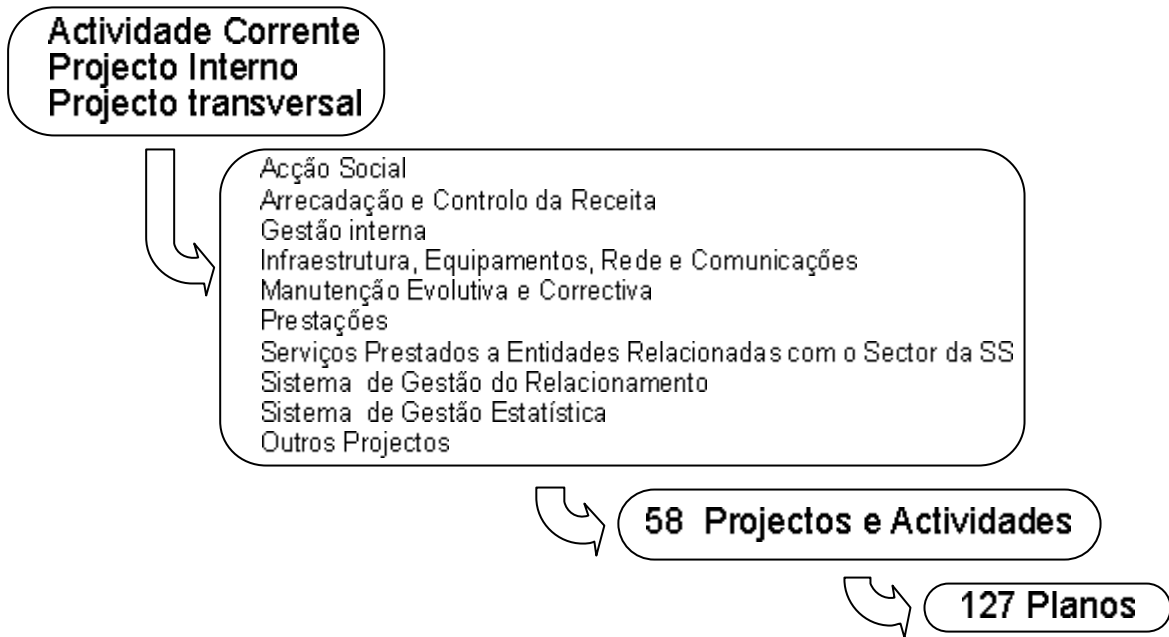 Actividade Corrente
Projecto Interno
Projecto transversal
Acção Social
Arrecadação e Controlo da Receita
Gestão interna
Infraestrutura, Equipamentos, Rede e Comunicações
Manutenção Evolutiva e Correctiva
Prestações
Serviços Prestados a Entidades Relacionadas com o Sector da SS
Sistema de Gestão do Relacionamento
Sistema de Gestão Estatística
Outros Projectos
58 Projectos e Actividades
127 Planos